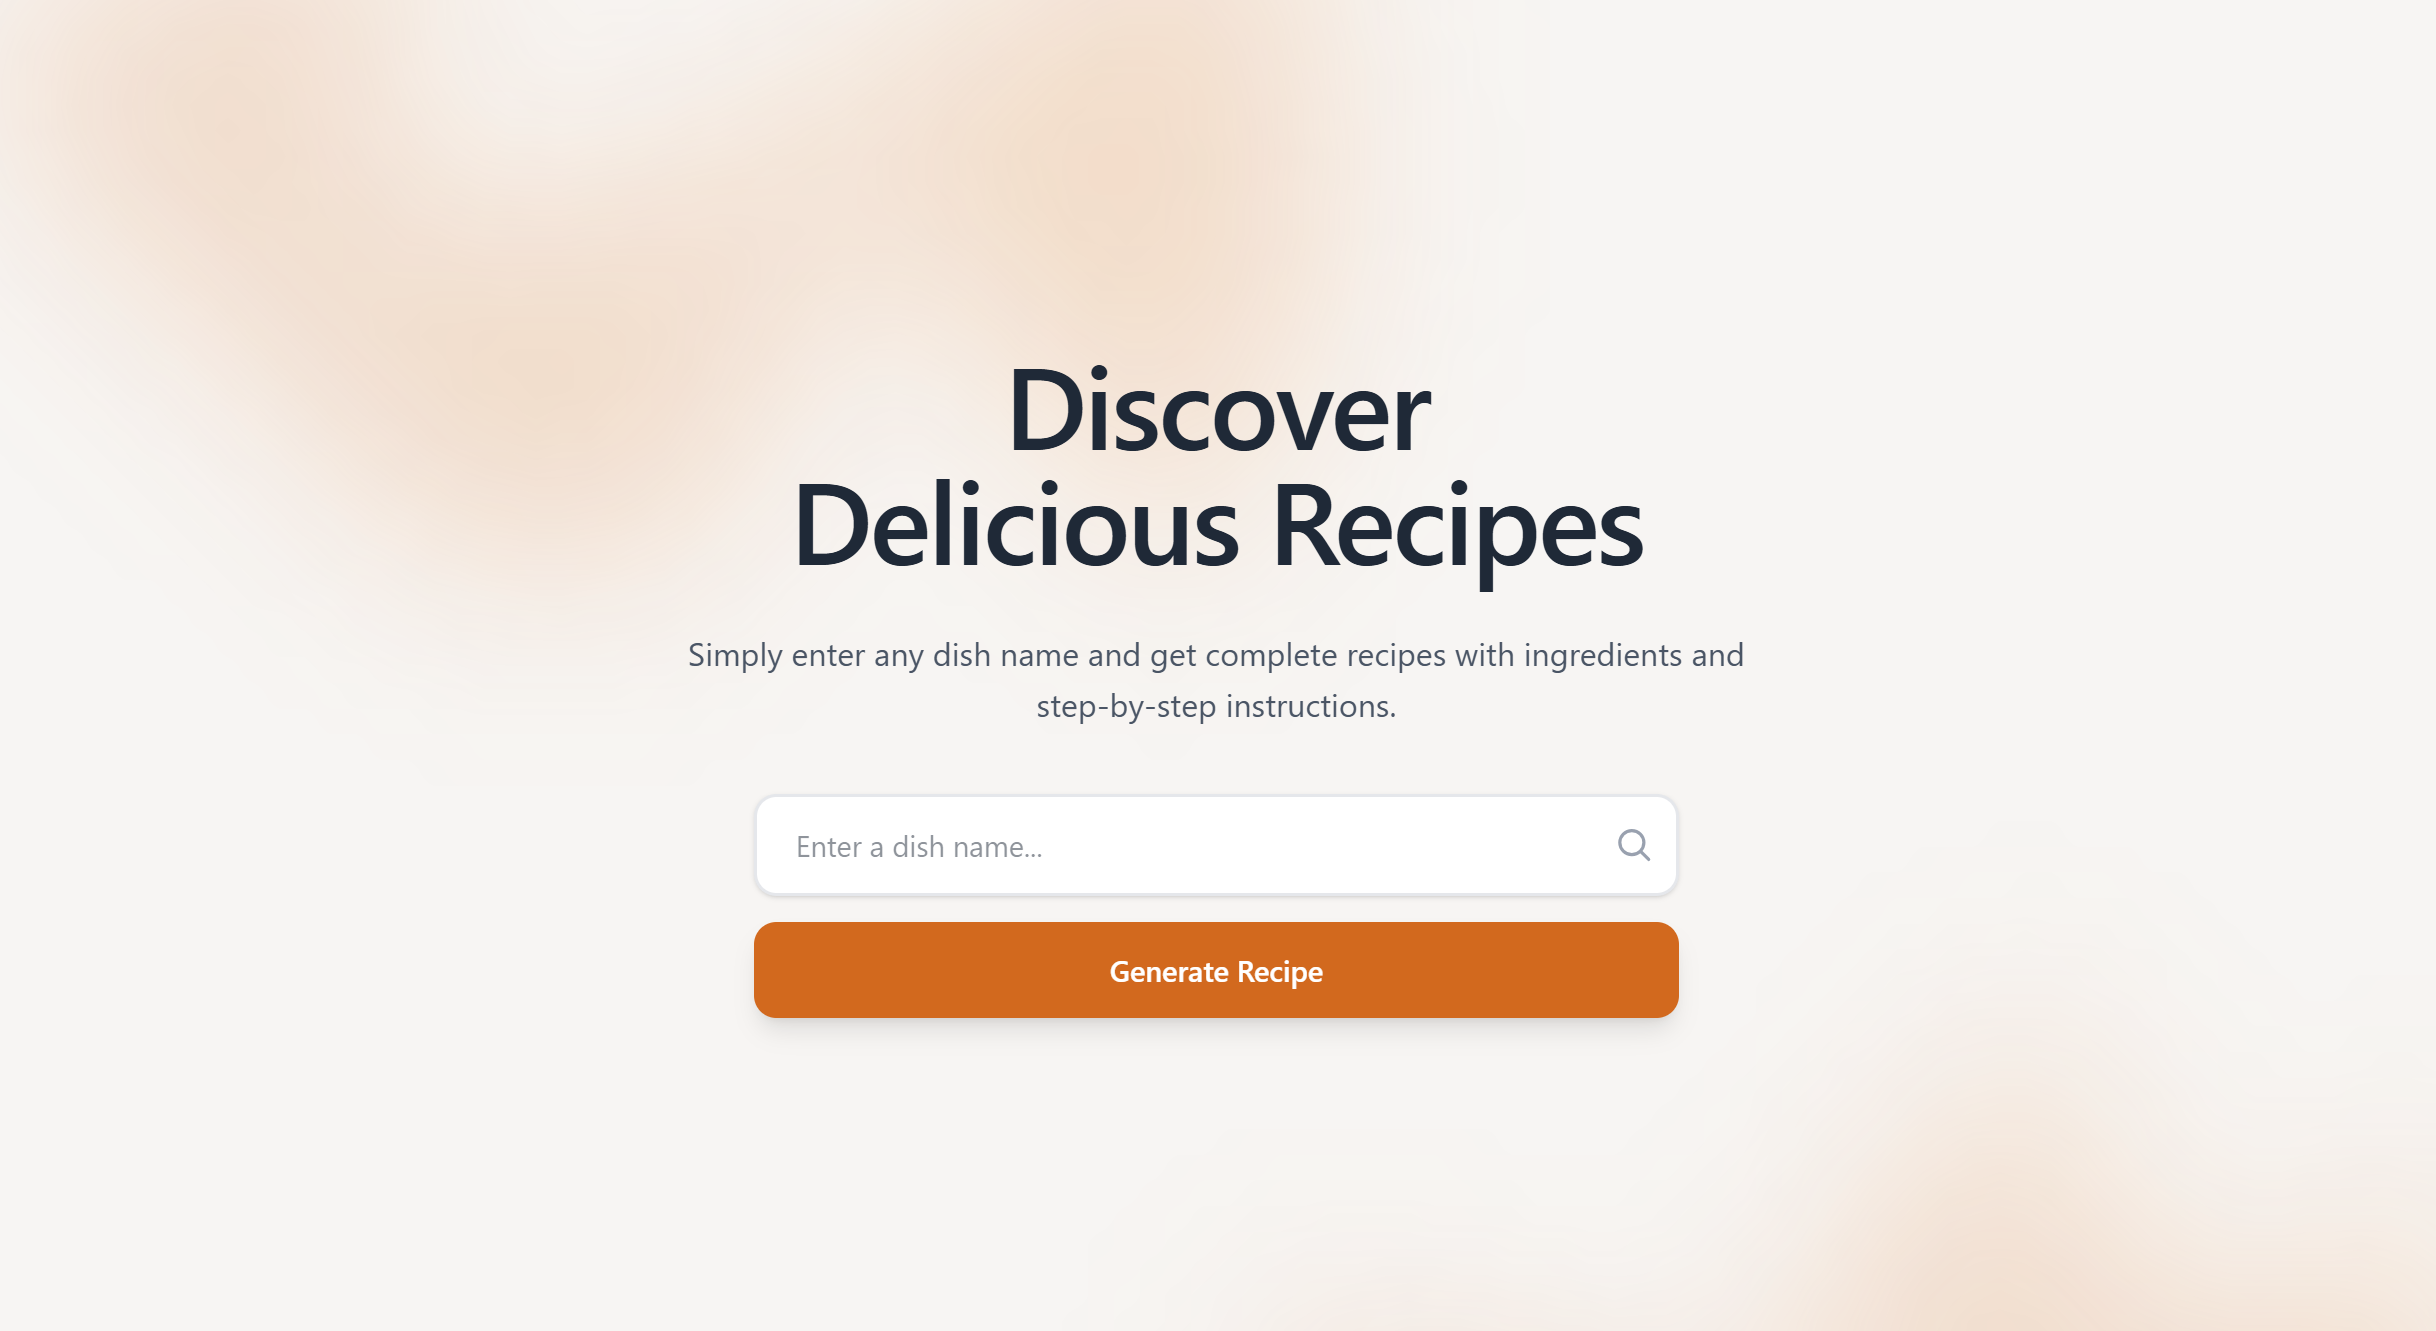 Discover
Delicious Recipes
Simply enter any dish name and get complete recipes with ingredients and
step-by-step instructions.
Enter a dish name...
Generate Recipe